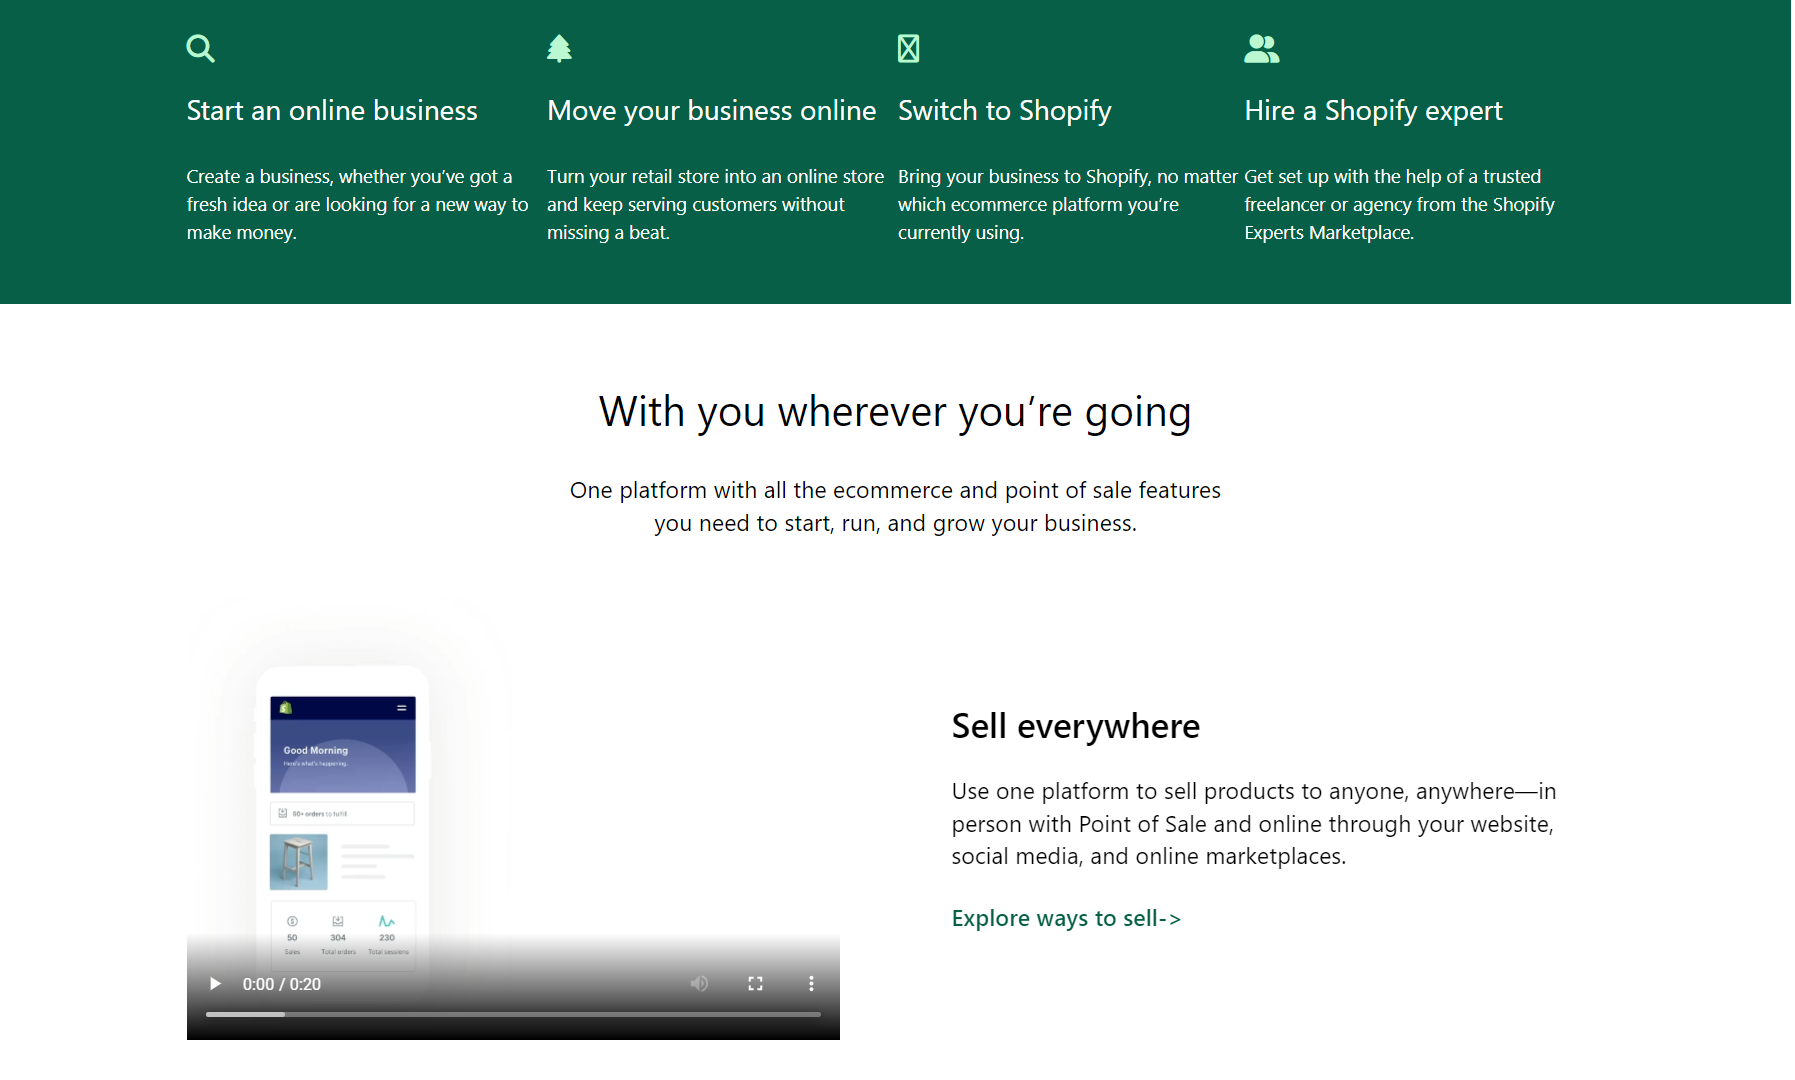 Start an online business
Create a business, whether you’ve got a
fresh idea or are looking for a new way to
make money.
Move your business online
Turn your retail store into an online store
and keep serving customers without
missing a beat.
Switch to Shopify
Bring your business to Shopify, no matter
which ecommerce platform you’re
currently using.
Hire a Shopify expert
Get set up with the help of a trusted
freelancer or agency from the Shopify
Experts Marketplace.
With you wherever you’re going
One platform with all the ecommerce and point of sale features
you need to start, run, and grow your business.
Good Morning
Here's what's happening.
50+ orders to fulfill
50
304
230
Sales
Total orders
Total sessions
0:00 / 0:20
Sell everywhere
Use one platform to sell products to anyone, anywhere—in
person with Point of Sale and online through your website,
social media, and online marketplaces.
Explore ways to sell->